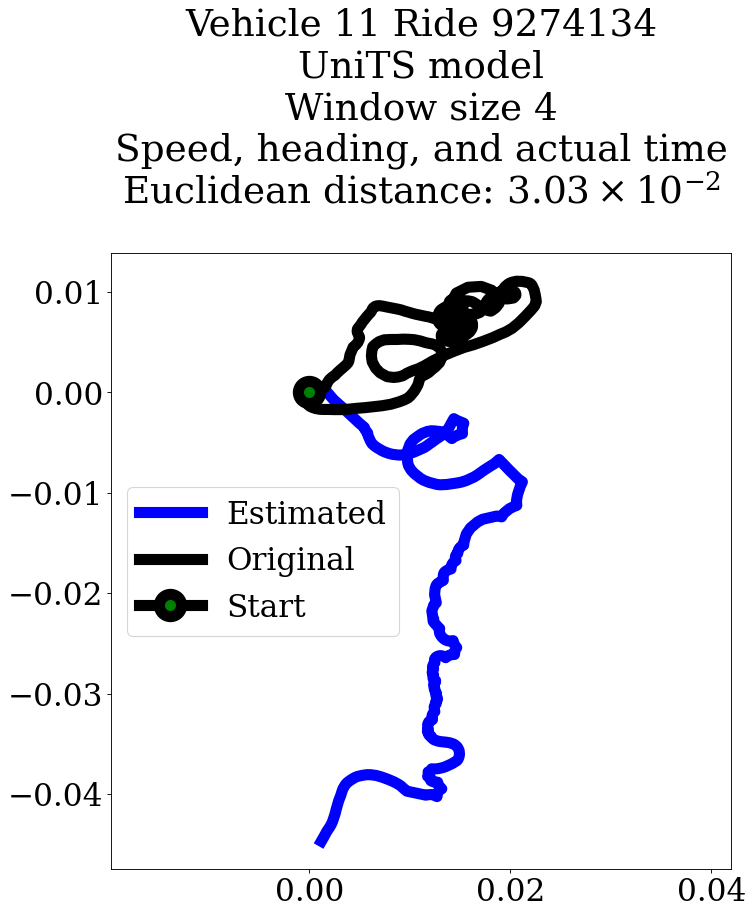 Vehicle 11 Ride 9274134
UniTS model
Window size 4
Speed, heading, and actual time
Euclidean distance: 3.03 × 10⁻²
0.01
0.00
−0.01
−0.02
−0.03
−0.04
Estimated
Original
Start
0.00 0.02 0.04